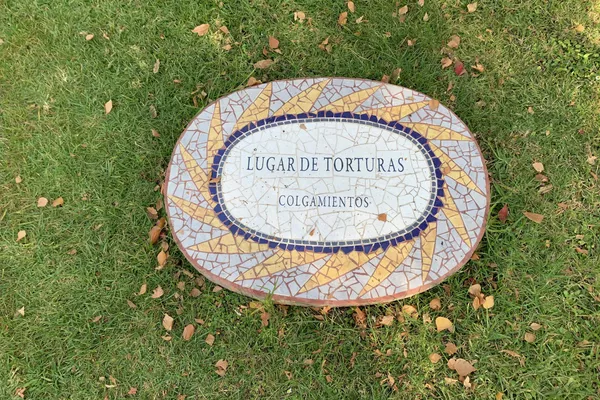 LUGAR DE TORTURAS
COLGAMIENTOS